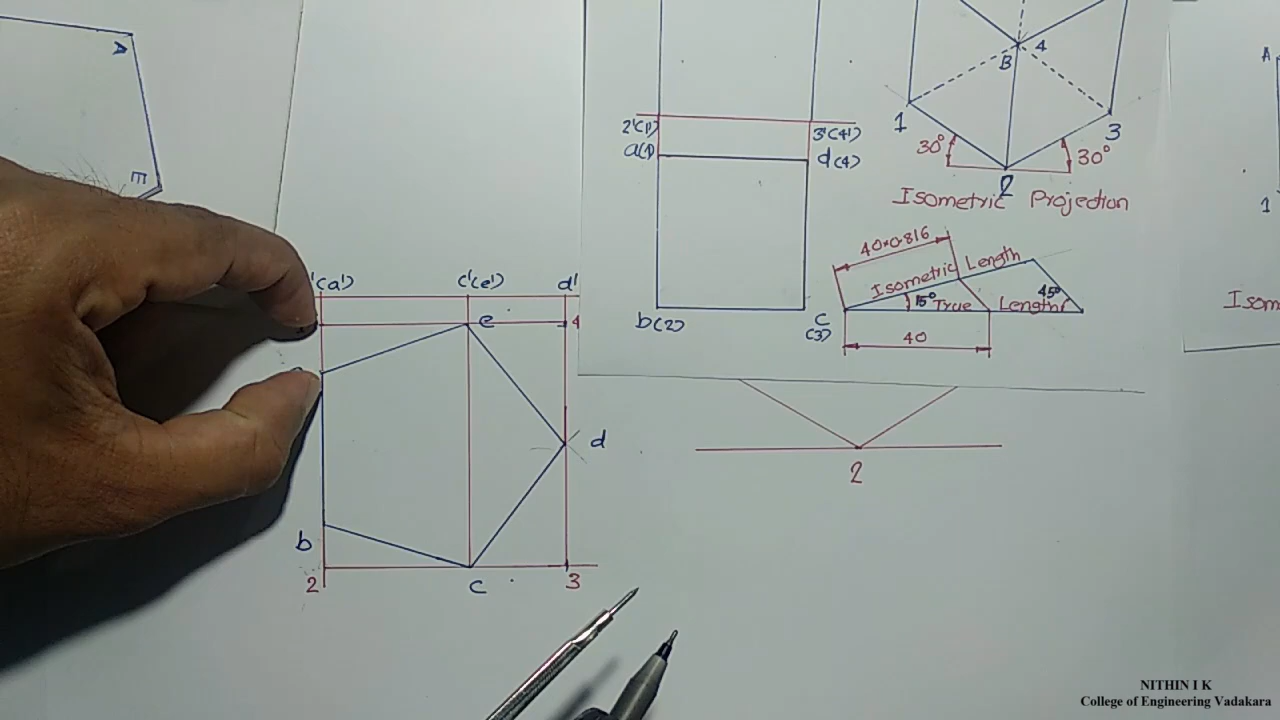 A
E
'(a')
c'(e')
d'
e
4
d
b
2
c
3
2'(1')
3'(4')
a(1)
d(4)
b(2)
c
(3)
4
B
1
3
30°
30°
2
Isometric Projection
40×0.816
Isometric Length
15° True Length
45°
40
2
A
1
Isom
NITHIN I K
College of Engineering Vadakara